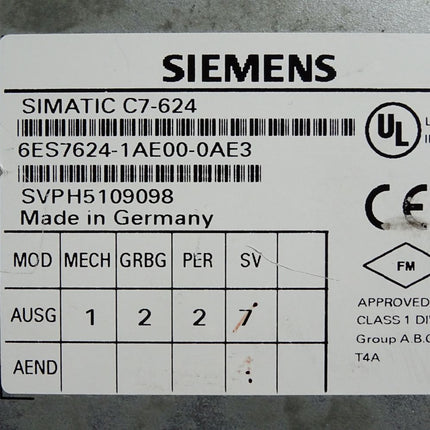 SIEMENS
SIMATIC C7-624
6ES7624-1AE00-0AE3
SVPH5109098
Made in Germany
MOD MECH GRBG PER SV
AUSG 1 2 2 7
AEND
UL
L
CE
FM
APPROVED
CLASS 1 DI
Group A.B.
T4A